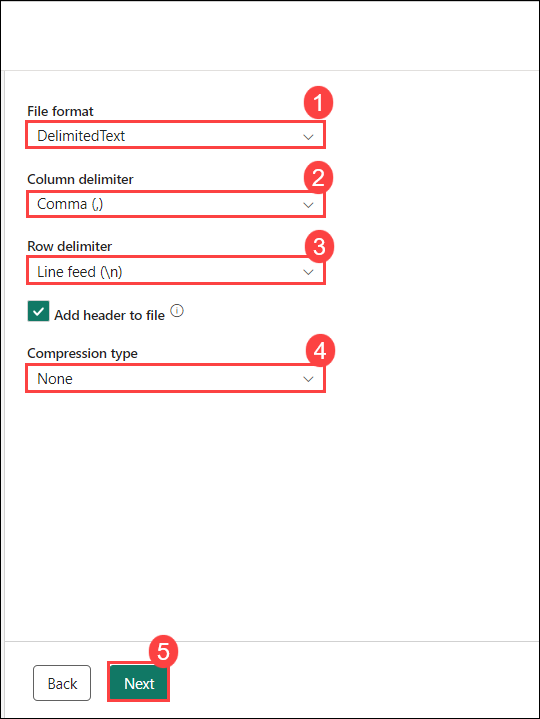 1
File format
DelimitedText
2
Column delimiter
Comma (,)
3
Row delimiter
Line feed (\n)
Add header to file
4
Compression type
None
5
Back
Next